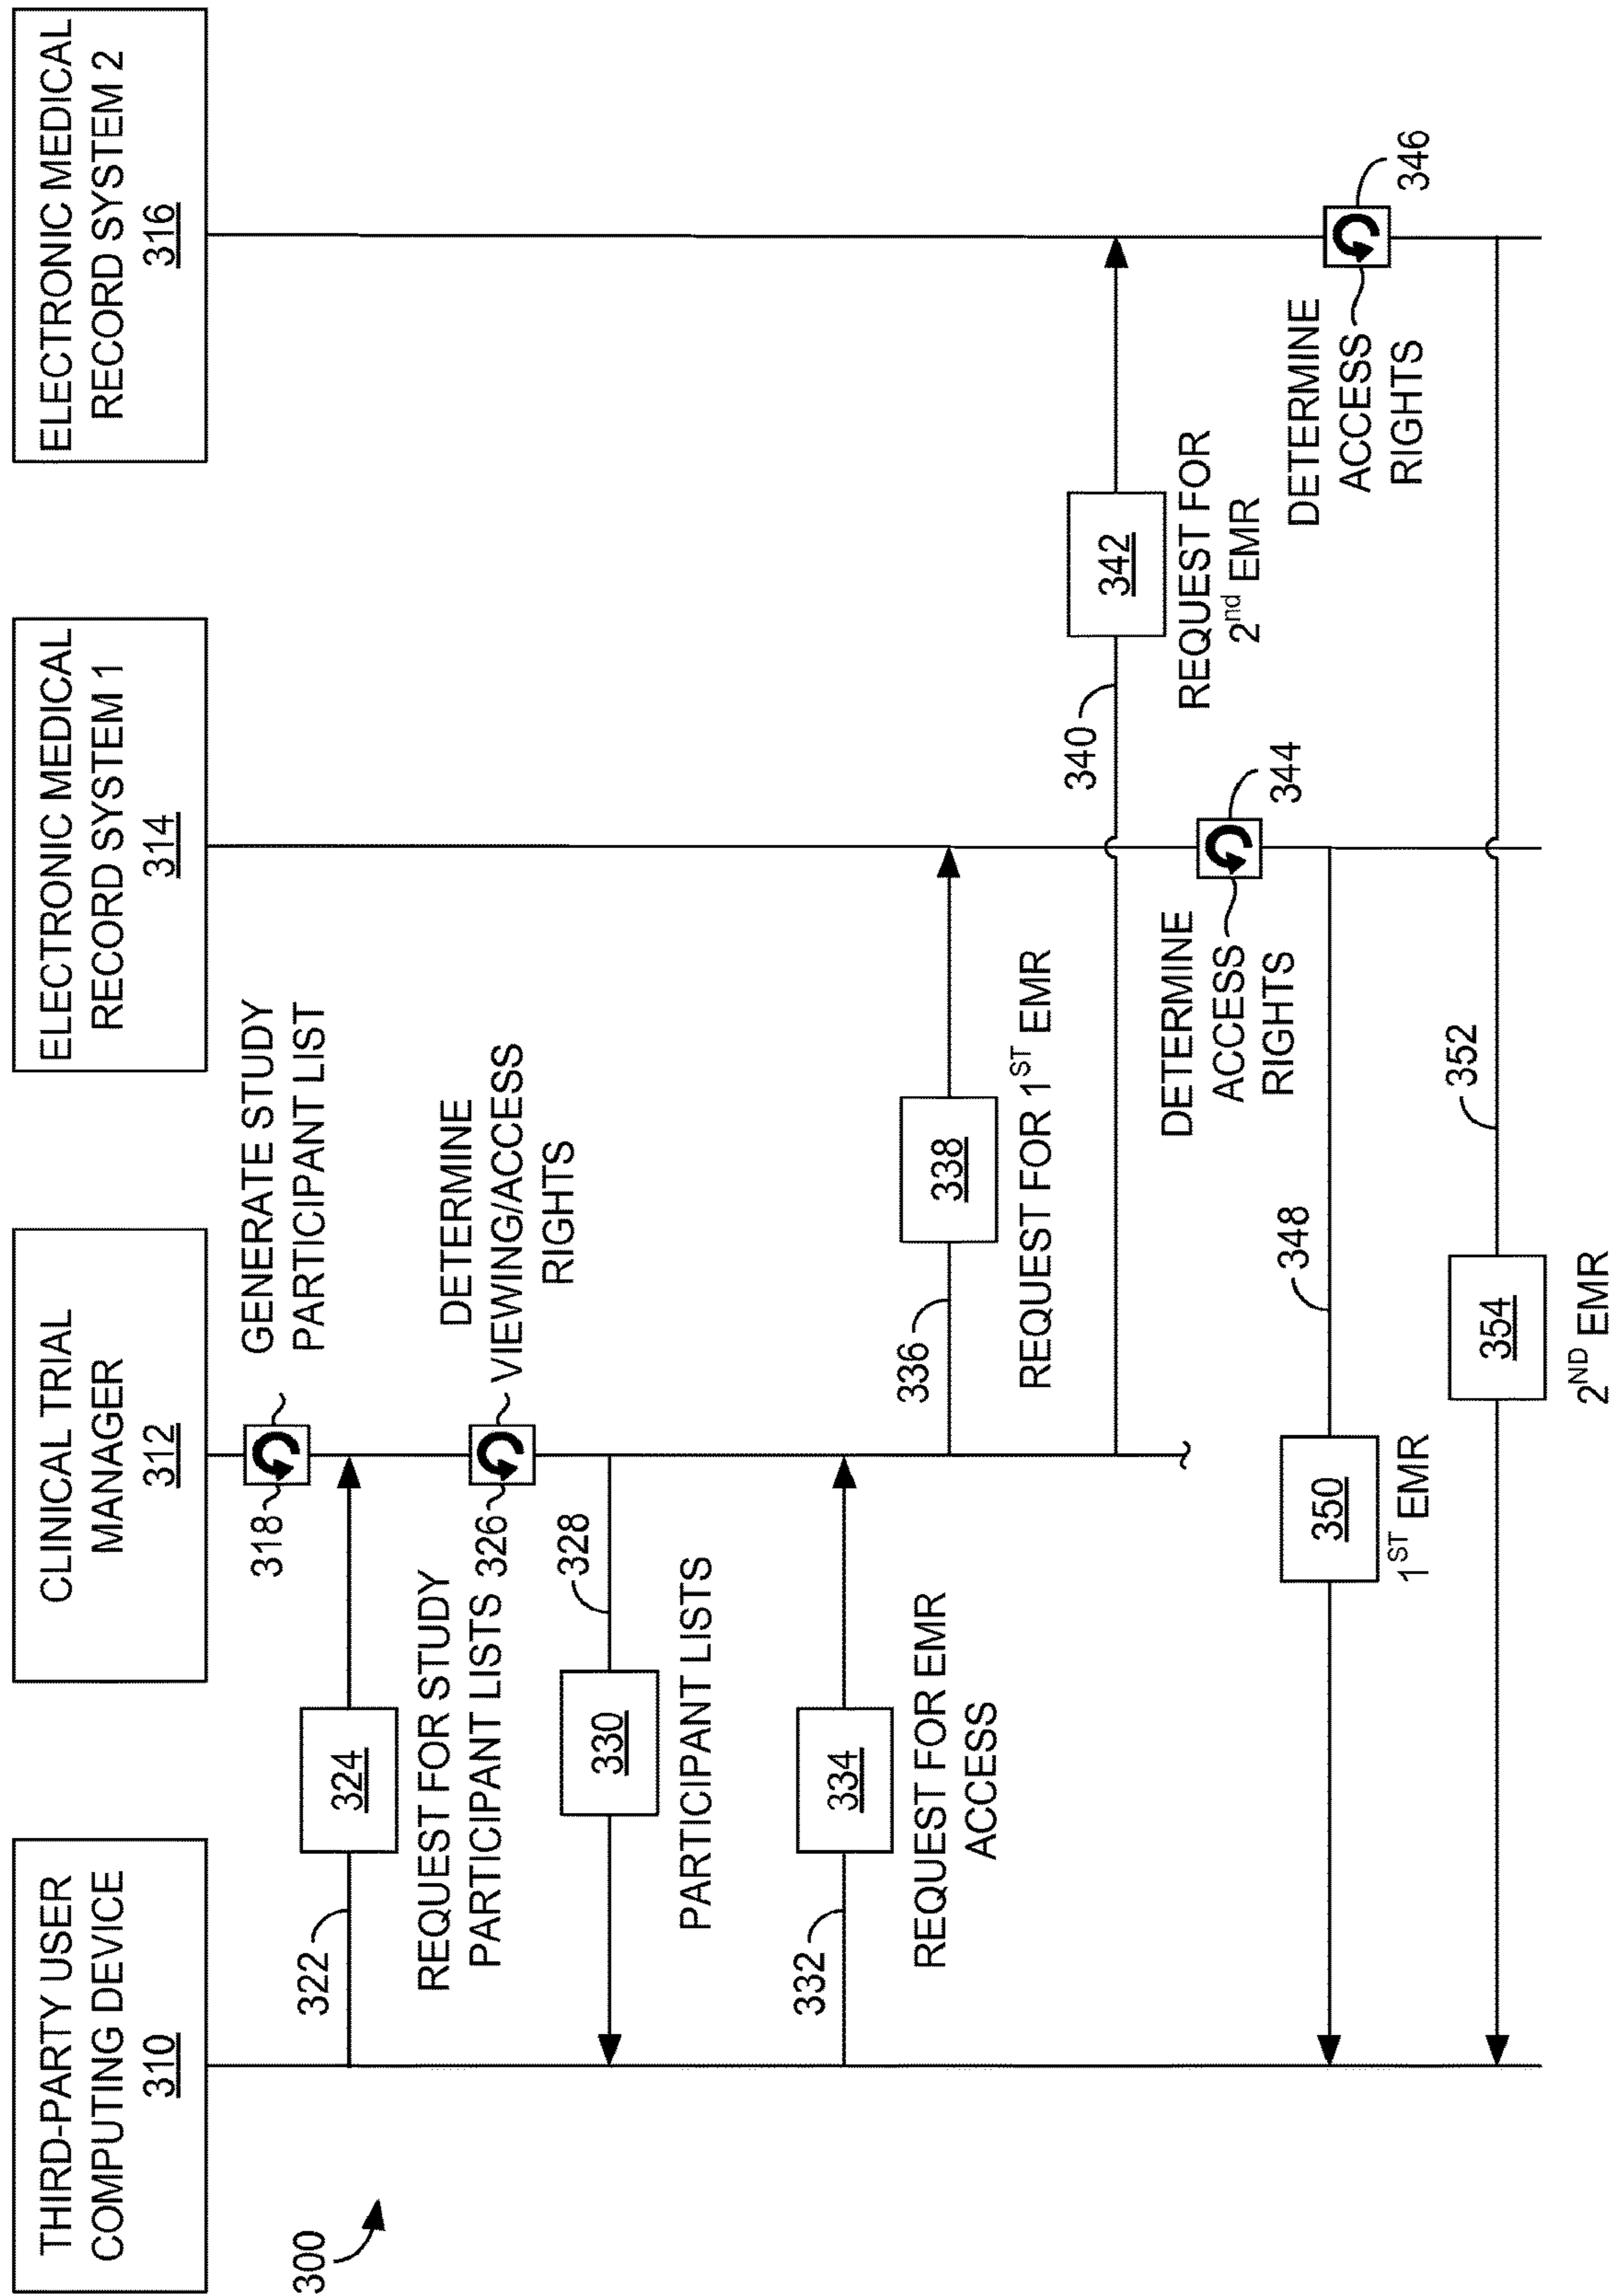 THIRD-PARTY USER
COMPUTING DEVICE
310
CLINICAL TRIAL
MANAGER
312
ELECTRONIC MEDICAL
RECORD SYSTEM 1
314
ELECTRONIC MEDICAL
RECORD SYSTEM 2
316
300
318
GENERATE STUDY
PARTICIPANT LIST
322
324
REQUEST FOR STUDY
PARTICIPANT LISTS
326
DETERMINE
VIEWING/ACCESS
RIGHTS
328
330
PARTICIPANT LISTS
332
334
REQUEST FOR EMR
ACCESS
336
338
REQUEST FOR 1ST EMR
340
342
REQUEST FOR
2nd EMR
344
DETERMINE
ACCESS
RIGHTS
346
DETERMINE
ACCESS
RIGHTS
348
350
1ST EMR
352
354
2ND EMR